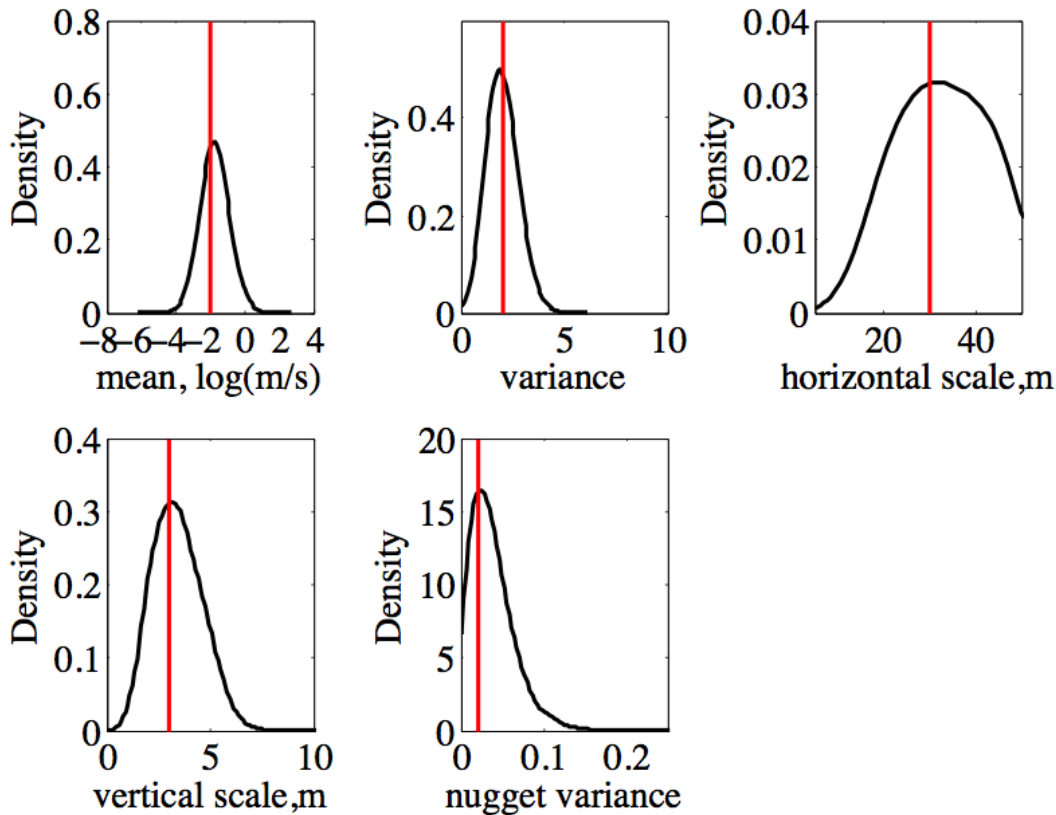 0.8
0.6
0.4
0.2
0
Density
−8 −6 −4 −2 0 2 4
mean, log(m/s)
0.4
0.2
0
Density
0 5 10
variance
0.04
0.03
0.02
0.01
0
Density
20 40
horizontal scale,m
0.4
0.3
0.2
0.1
0
Density
0 5 10
vertical scale,m
20
15
10
5
0
Density
0 0.1 0.2
nugget variance